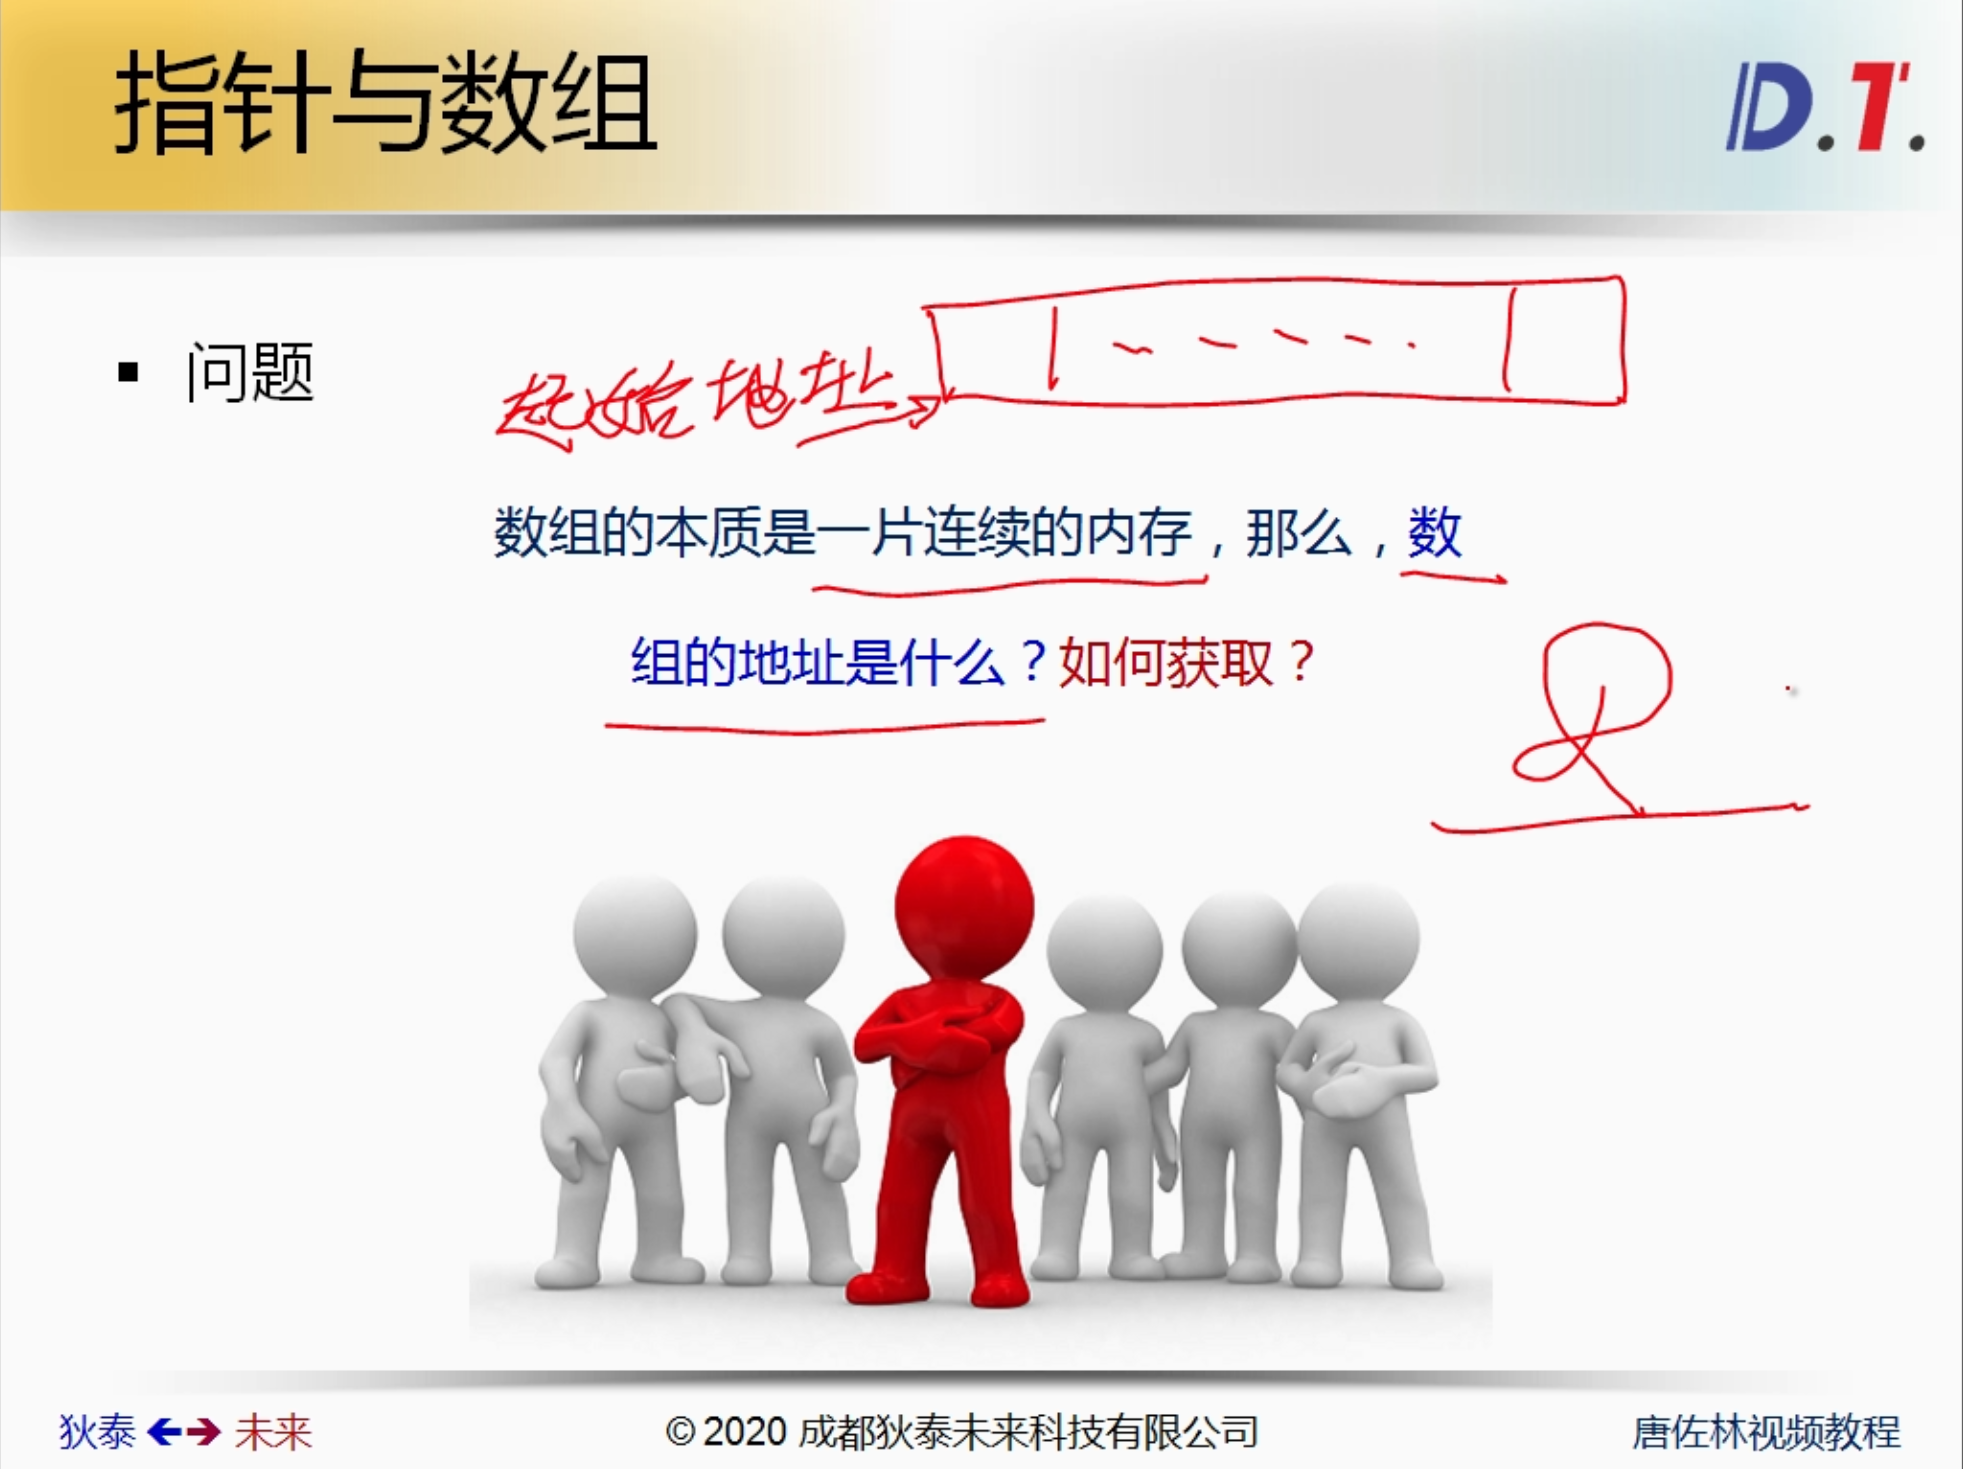 指针与数组
D.T.
▪ 问题
起始地址
数组的本质是一片连续的内存，那么，数
组的地址是什么？如何获取？
&
狄泰 ←→ 未来
© 2020 成都狄泰未来科技有限公司
唐佐林视频教程